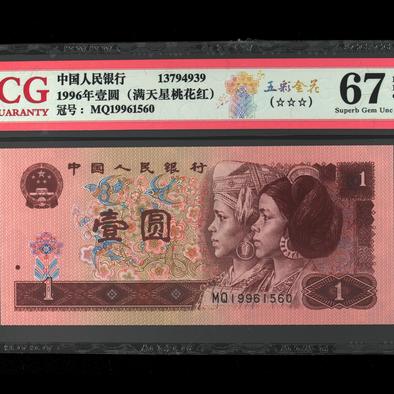 CG
GUARANTY
中国人民银行 13794939
1996年壹圆（满天星桃花红）
冠号： MQ19961560
五彩金花
(☆☆☆)
67
Superb Gem Unc
中国人民银行
1
壹圆
MQ19961560
1
1